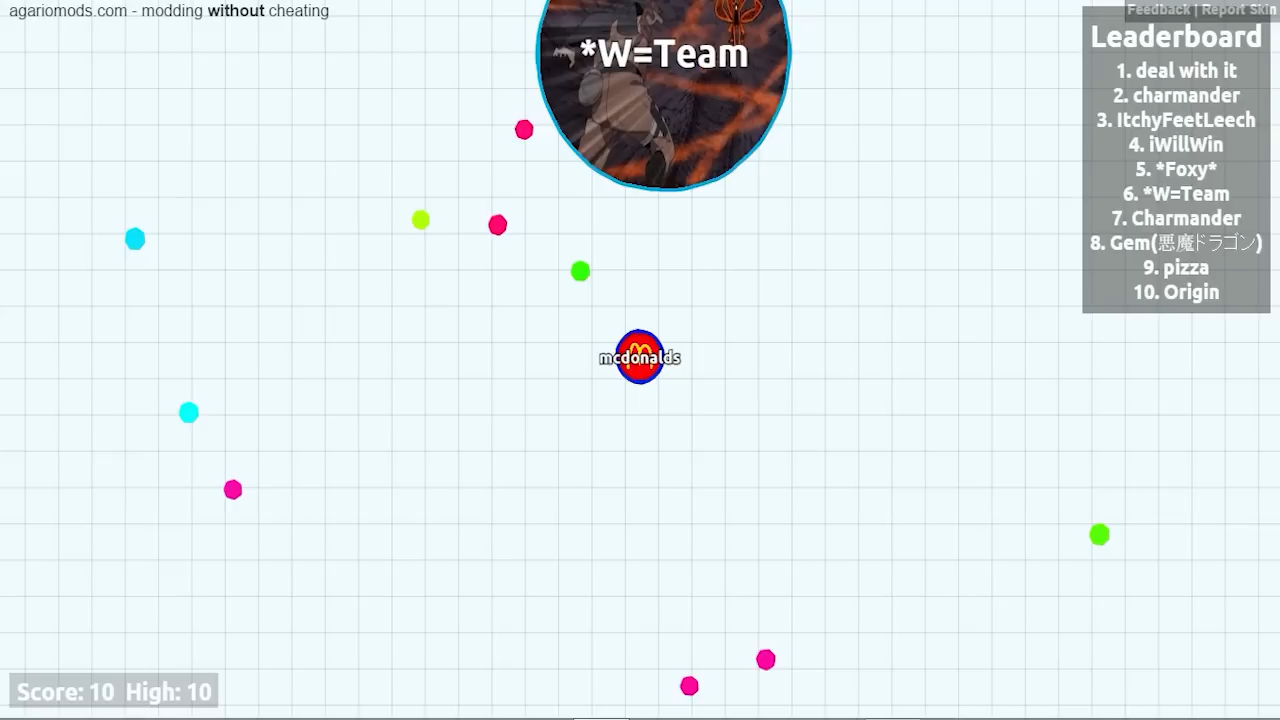 agariomods.com - modding without cheating
Feedback | Report Skin
*W=Team
Leaderboard
1. deal with it
2. charmander
3. ItchyFeetLeech
4. iWillWin
5. *Foxy*
6. *W=Team
7. Charmander
8. Gem(悪魔ドラゴン)
9. pizza
10. Origin
mcdonalds
Score: 10 High: 10